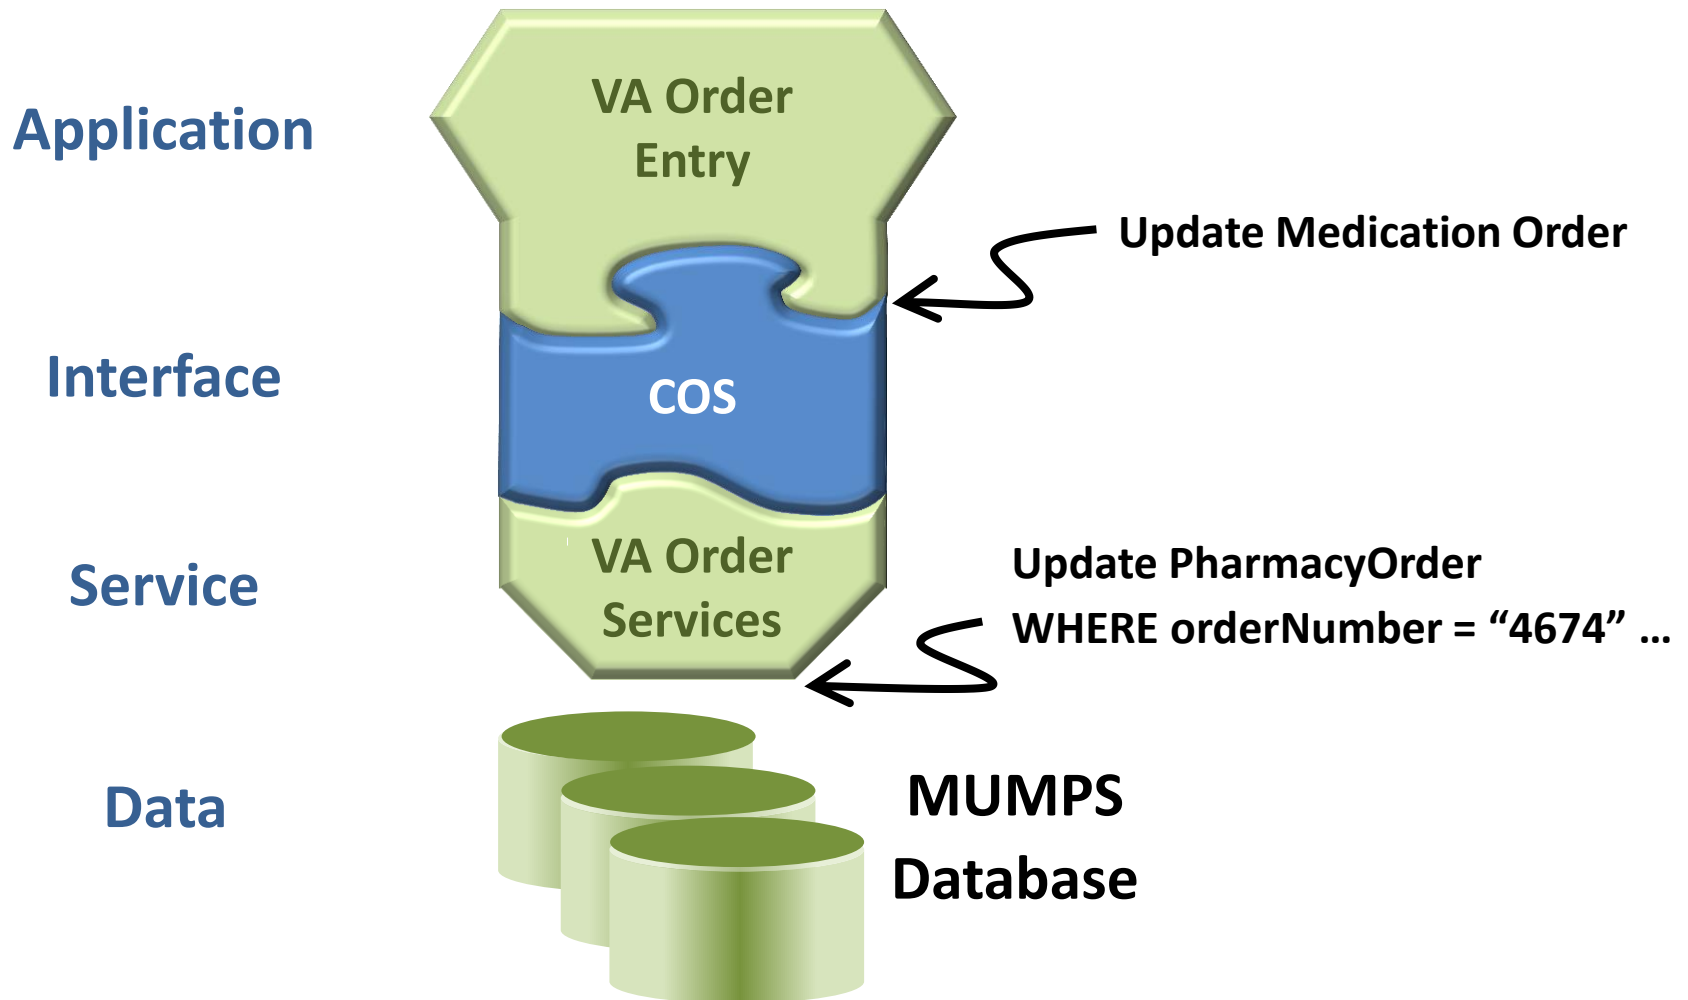 Application
VA Order
Entry
Update Medication Order
Interface
COS
Service
VA Order
Services
Update PharmacyOrder
WHERE orderNumber = “4674” ...
Data
MUMPS
Database